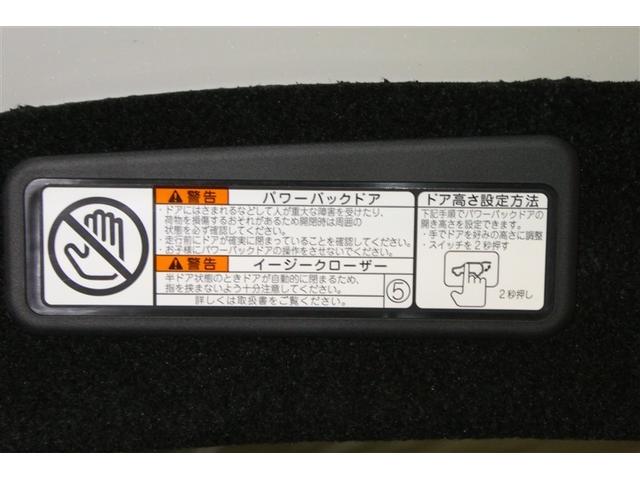 警告 パワーバックドア
・ドアにはさまれるなどして人が重大な障害を受けたり、
荷物を損傷するおそれがあるため開閉時は周囲の
状態を必ず確認してください。
・走行前にドアが確実に閉まっていることを確認してください。
・お子様にパワーバックドアの操作をさせないでください。
警告 イージークローザー
半ドア状態のときドアが自動的に閉まるため、
指を挟まないよう十分注意してください。
詳しくは取扱書をご覧ください。
⑤
ドア高さ設定方法
下記手順でパワーバックドアの
開き高さを設定できます。
・手でドアを好みの高さに調整
・スイッチを2秒押す
2秒押し